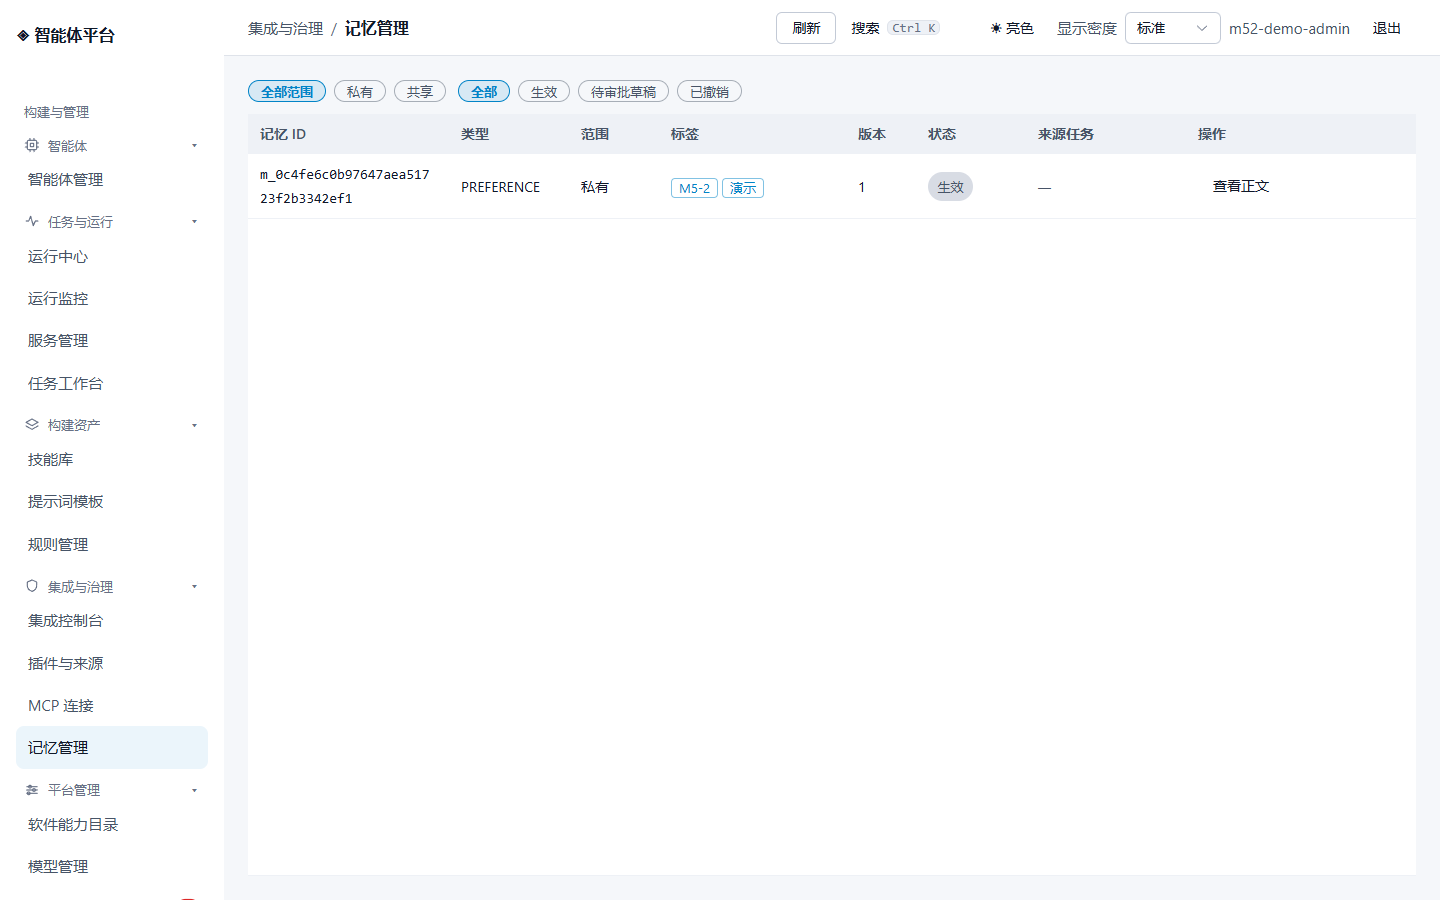 ◈ 智能体平台
构建与管理
智能体
智能体管理
任务与运行
运行中心
运行监控
服务管理
任务工作台
构建资产
技能库
提示词模板
规则管理
集成与治理
集成控制台
插件与来源
MCP 连接
记忆管理
平台管理
软件能力目录
模型管理
集成与治理 / 记忆管理
刷新 搜索 Ctrl K ☀ 亮色 显示密度 标准 m52-demo-admin 退出
全部范围 私有 共享 全部 生效 待审批草稿 已撤销
记忆 ID 类型 范围 标签 版本 状态 来源任务 操作
m_0c4fe6c0b97647aea517
23f2b3342ef1
PREFERENCE 私有 M5-2 演示 1 生效 — 查看正文